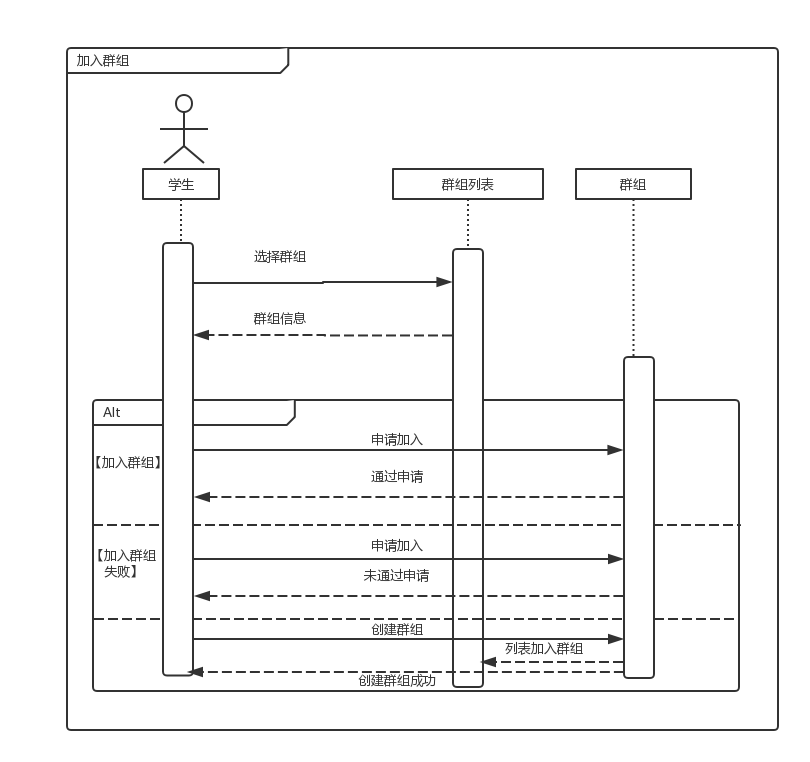 加入群组
学生
群组列表
群组
选择群组
群组信息
Alt
申请加入
【加入群组】
通过申请
申请加入
【加入群组
失败】
未通过申请
创建群组
列表加入群组
创建群组成功